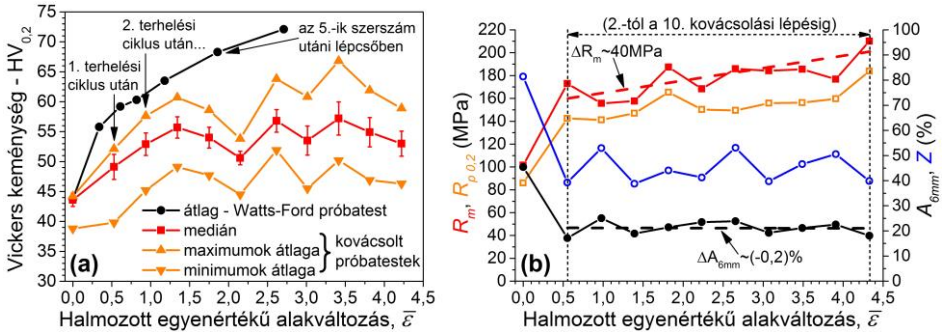 Vickers keménység - HV0,2
75
70
65
60
55
50
45
40
35
30
2. terhelési
ciklus után...
az 5.-ik szerszám
utáni lépcsőben
1. terhelési
ciklus után
átlag - Watts-Ford próbatest
medián
maximumok átlaga
minimumok átlaga
kovácsolt
próbatestek
(a)
0,0 0,5 1,0 1,5 2,0 2,5 3,0 3,5 4,0 4,5
Halmozott egyenértékű alakváltozás, ε̅
Rm, Rp 0.2 (MPa)
220
200
180
160
140
120
100
80
60
40
20
0
(2.-tól a 10. kovácsolási lépésig)
ΔRm~40MPa
ΔA6mm~(-0,2)%
(b)
0,0 0,5 1,0 1,5 2,0 2,5 3,0 3,5 4,0 4,5
Halmozott egyenértékű alakváltozás, ε̅
100
90
80
70
60
50
40
30
20
10
0
A6mm, Z (%)